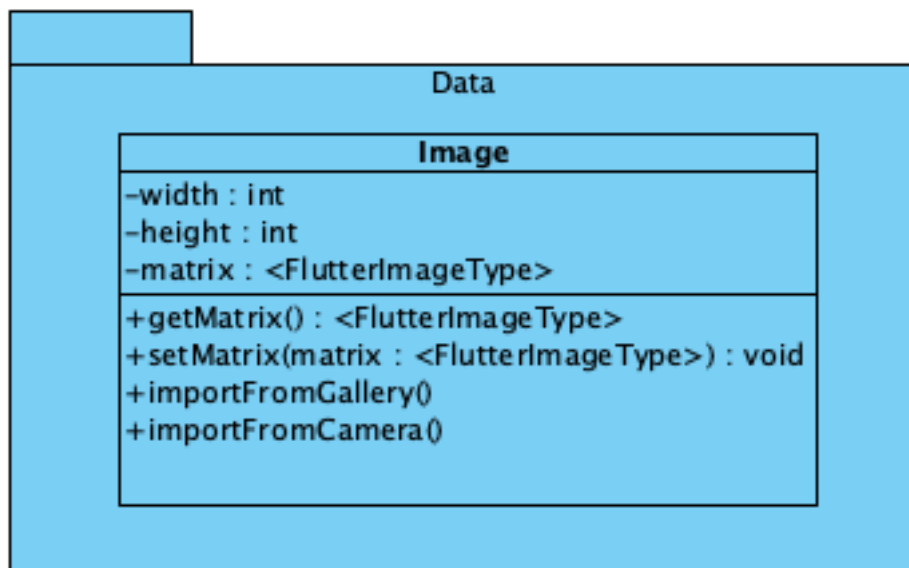 Data
Image
-width : int
-height : int
-matrix : <FlutterImageType>
+getMatrix() : <FlutterImageType>
+setMatrix(matrix : <FlutterImageType>) : void
+importFromGallery()
+importFromCamera()